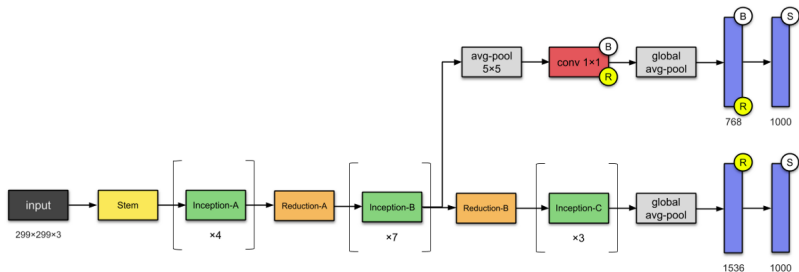 B
S
avg-pool
5×5
B
conv 1×1
R
global
avg-pool
R
768
1000
R
S
input
Stem
Inception-A
Reduction-A
Inception-B
Reduction-B
Inception-C
global
avg-pool
299×299×3
×4
×7
×3
1536
1000